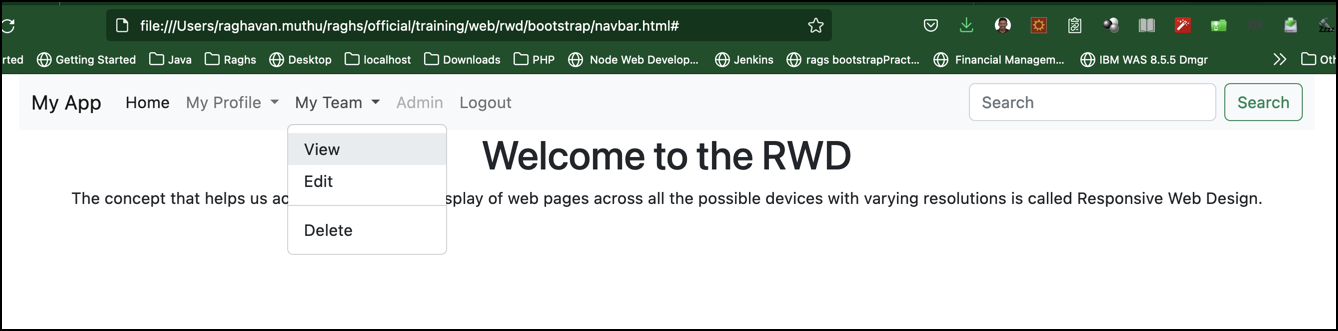 file:///Users/raghavan.muthu/raghs/official/training/web/rwd/bootstrap/navbar.html#
rted Getting Started Java Raghs Desktop localhost Downloads PHP Node Web Develop... Jenkins rags bootstrapPract... Financial Managem... IBM WAS 8.5.5 Dmgr Oth
My App Home My Profile My Team Admin Logout Search Search
View
Edit
Delete
Welcome to the RWD
The concept that helps us ac splay of web pages across all the possible devices with varying resolutions is called Responsive Web Design.